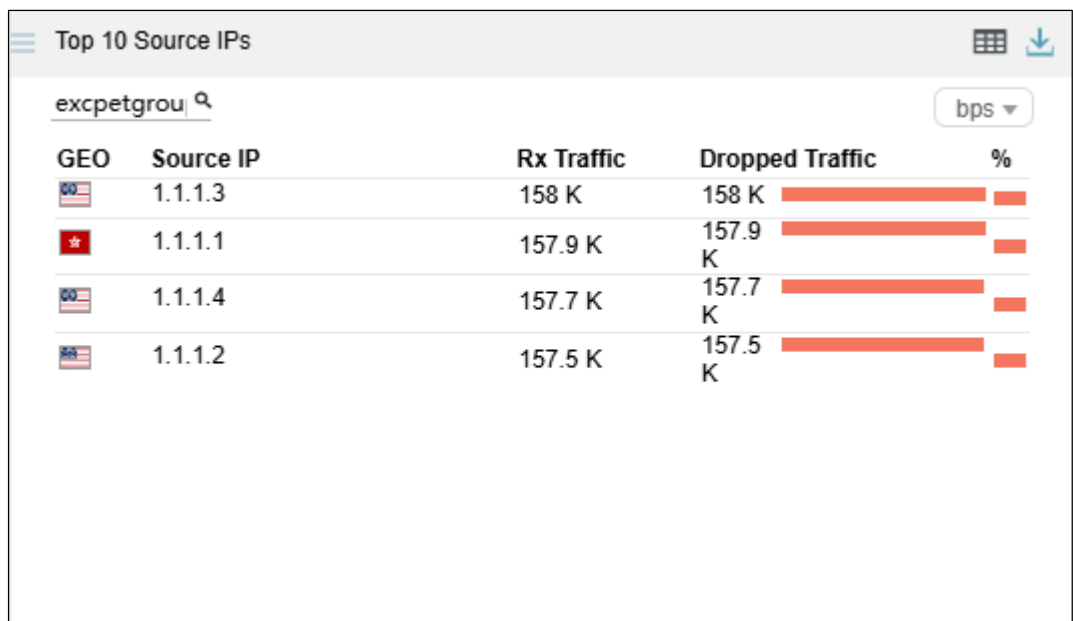 Top 10 Source IPs
excpetgrou
bps
GEO Source IP Rx Traffic Dropped Traffic %
1.1.1.3 158 K 158 K
1.1.1.1 157.9 K 157.9
K
1.1.1.4 157.7 K 157.7
K
1.1.1.2 157.5 K 157.5
K